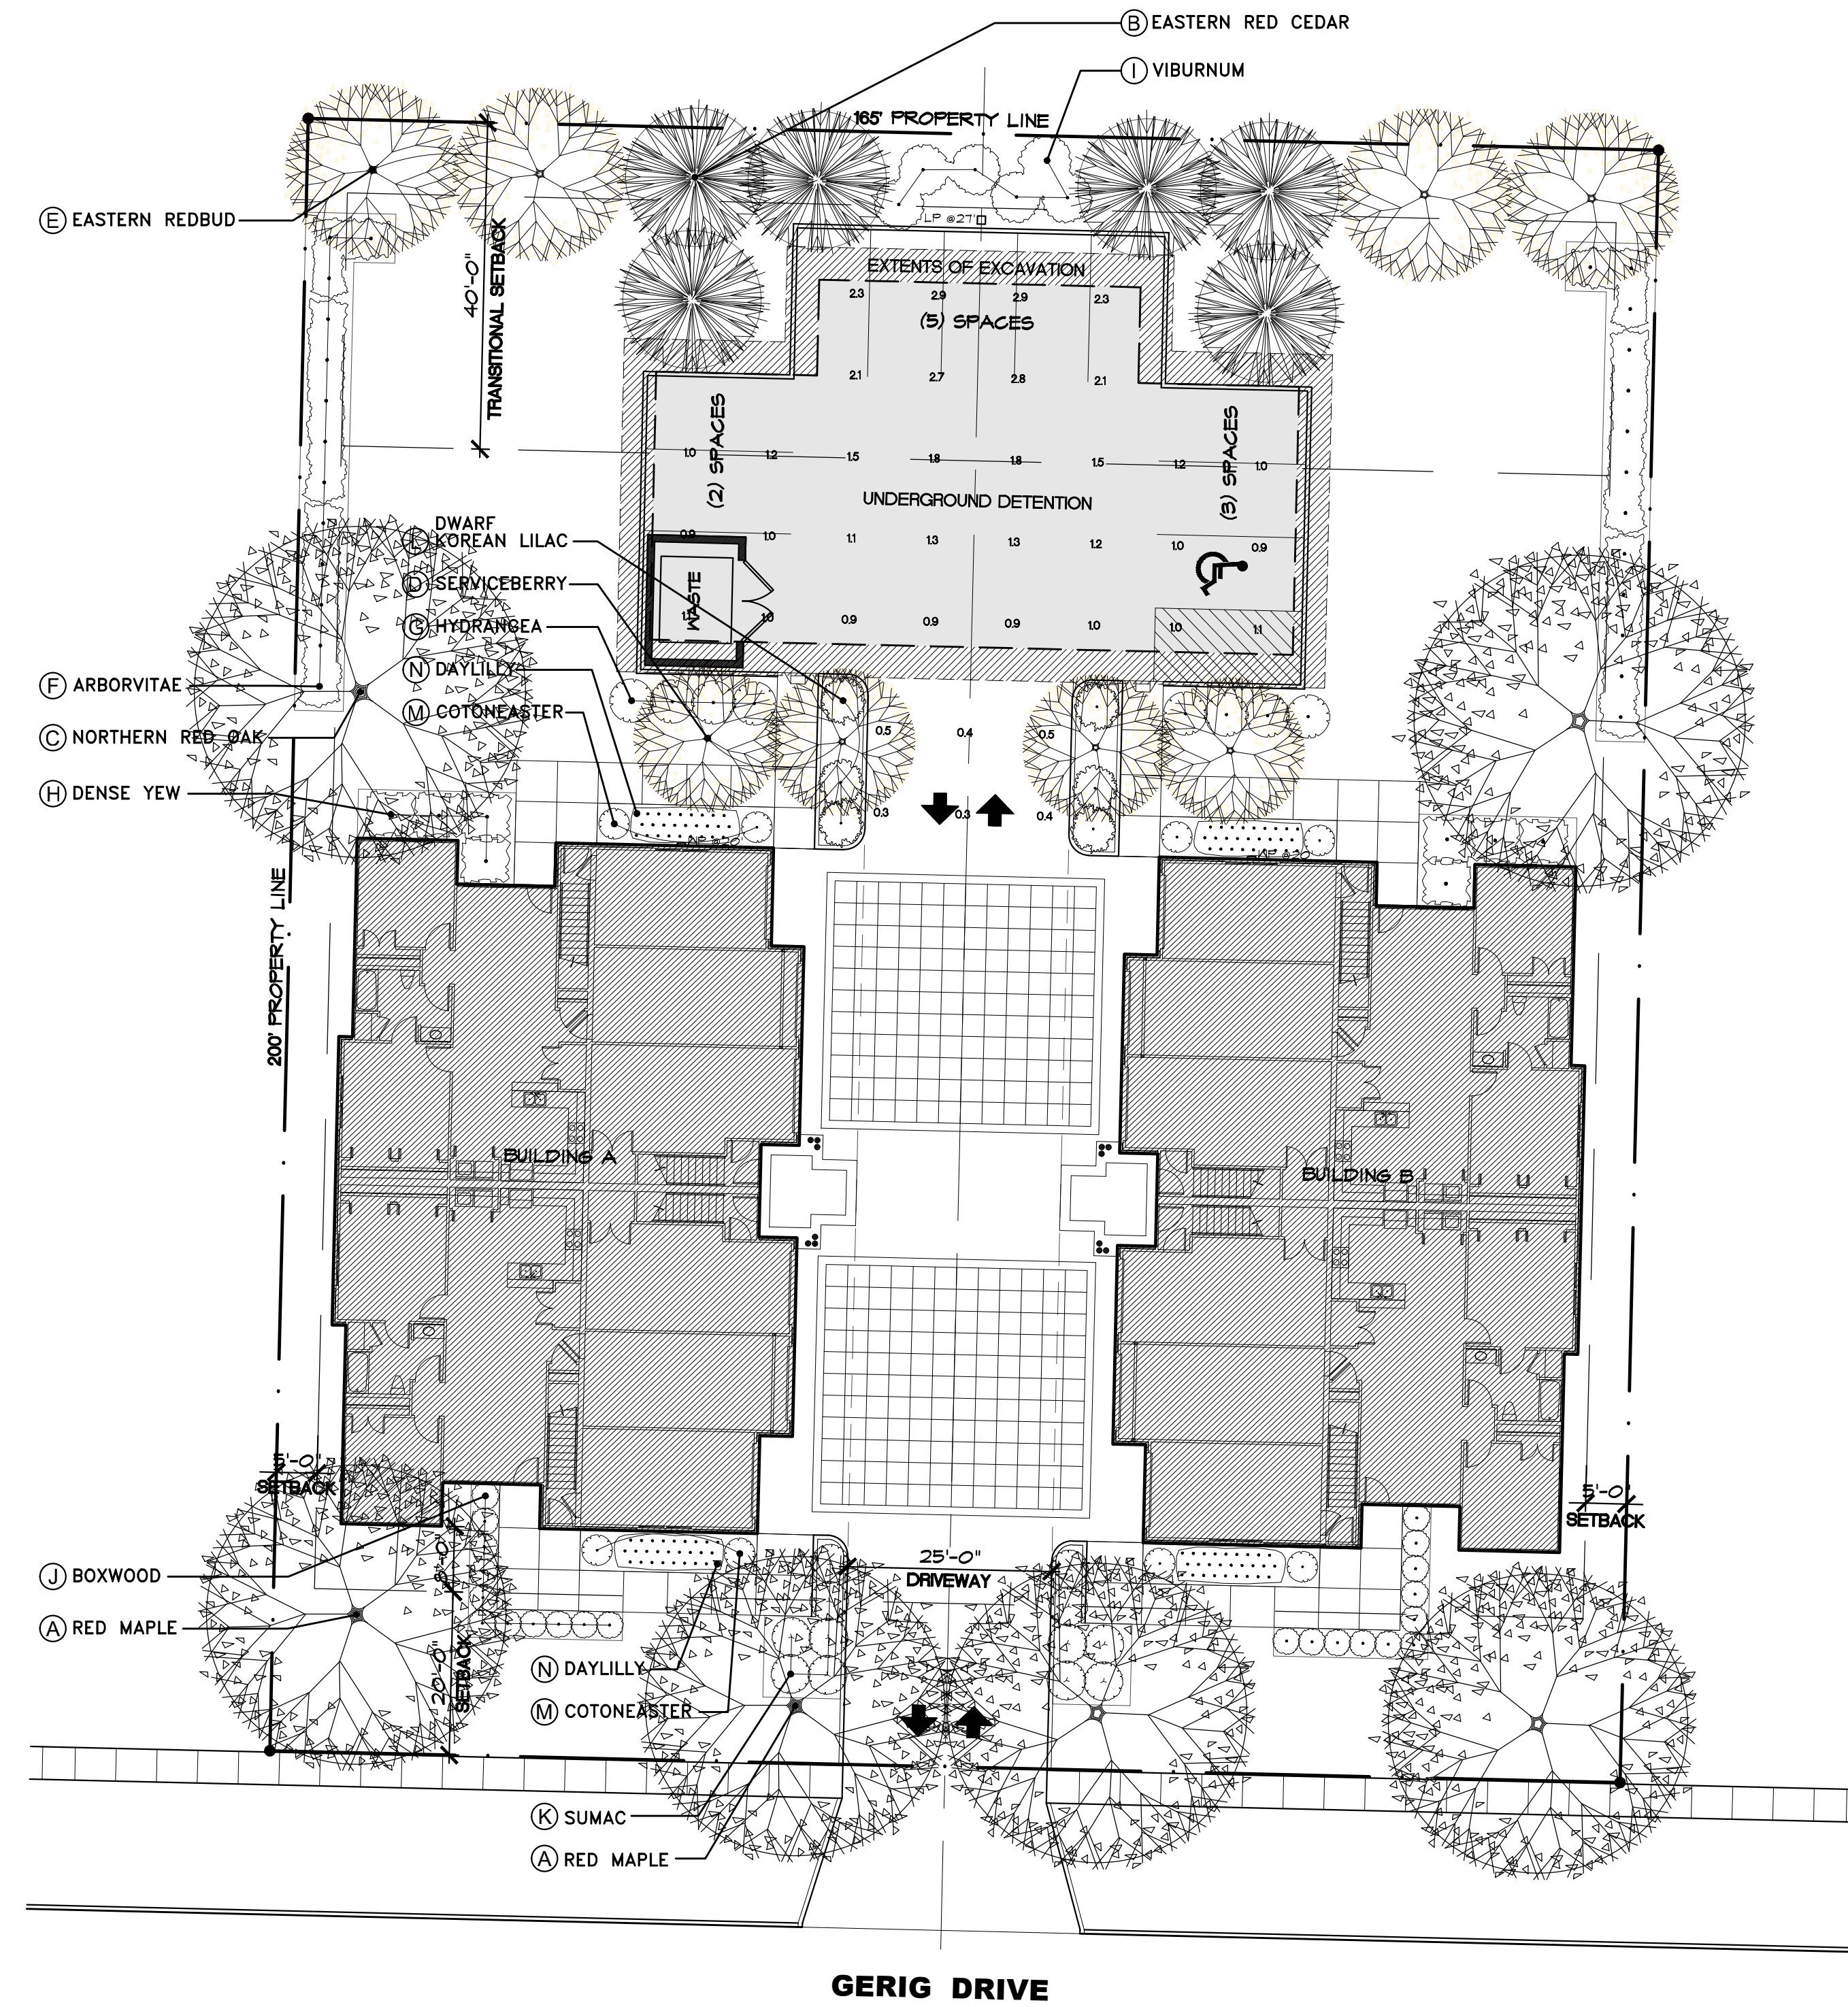 Ⓑ EASTERN RED CEDAR
Ⓘ VIBURNUM
165' PROPERTY LINE
Ⓔ EASTERN REDBUD
LP @27'
40'-0"
TRANSITIONAL SETBACK
EXTENTS OF EXCAVATION
2.3 2.9 2.9 2.3
(5) SPACES
2.1 2.7 2.8 2.1
(2) SPACES
(3) SPACES
1.0 1.2 1.5 1.8 1.8 1.5 1.2 1.0
UNDERGROUND DETENTION
DWARF
Ⓛ KOREAN LILAC
0.9 1.0 1.1 1.3 1.3 1.2 1.0 0.9
Ⓓ SERVICEBERRY
WASTE
1.1 1.0 0.9 0.9 0.9 1.0 1.0 1.1
Ⓖ HYDRANGEA
Ⓝ DAYLILLY
Ⓕ ARBORVITAE
Ⓜ COTONEASTER
Ⓒ NORTHERN RED OAK
0.5 0.4 0.5
Ⓗ DENSE YEW
0.3 0.3 0.4
200' PROPERTY LINE
BUILDING A
BUILDING B
5'-0"
SETBACK
5'-0"
SETBACK
8'-0"
25'-0"
DRIVEWAY
Ⓙ BOXWOOD
Ⓐ RED MAPLE
20'-0"
SETBACK
Ⓝ DAYLILLY
Ⓜ COTONEASTER
Ⓚ SUMAC
Ⓐ RED MAPLE
GERIG DRIVE